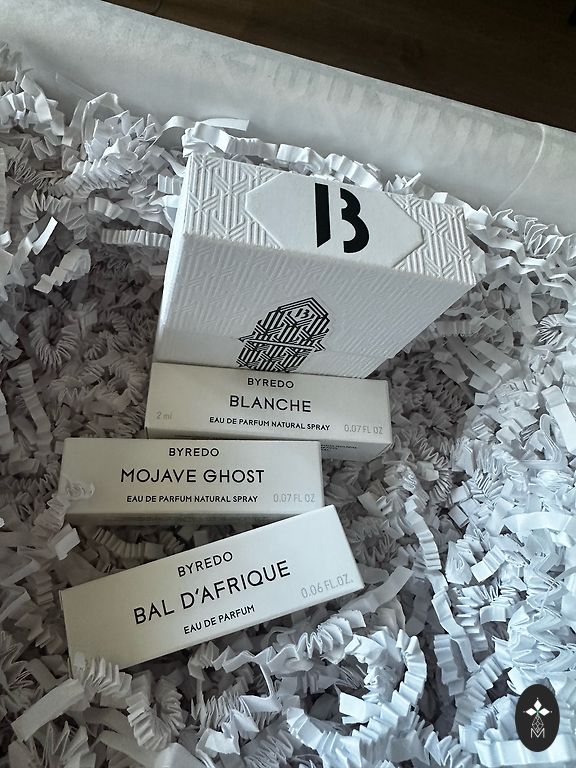 B
B
BYREDO
BLANCHE
2 ml
EAU DE PARFUM NATURAL SPRAY
0.07 FL OZ
BYREDO
MOJAVE GHOST
EAU DE PARFUM NATURAL SPRAY
0.07 FL OZ
BYREDO
BAL D'AFRIQUE
EAU DE PARFUM
0.06 FL.OZ.
M